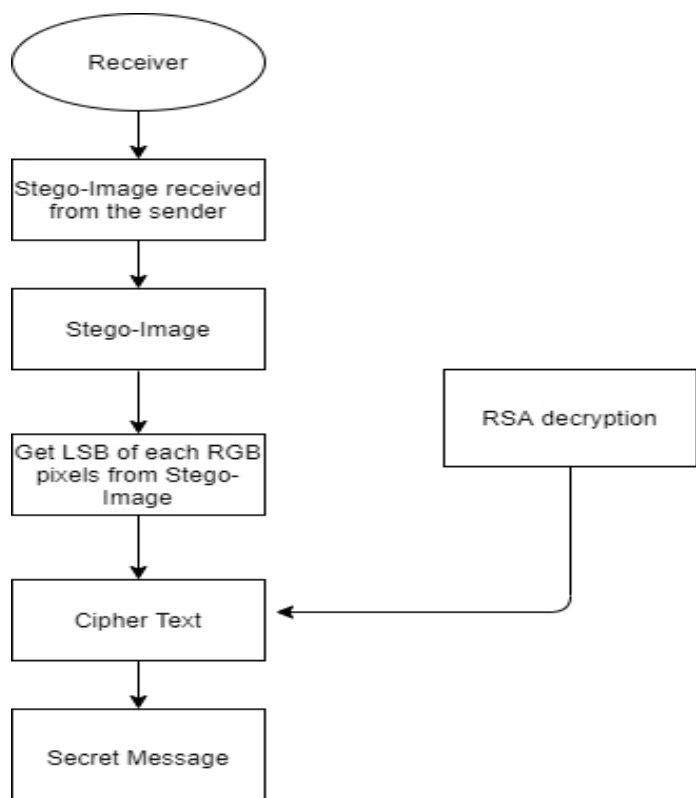 Receiver
Stego-Image received
from the sender
Stego-Image
RSA decryption
Get LSB of each RGB
pixels from Stego-
Image
Cipher Text
Secret Message